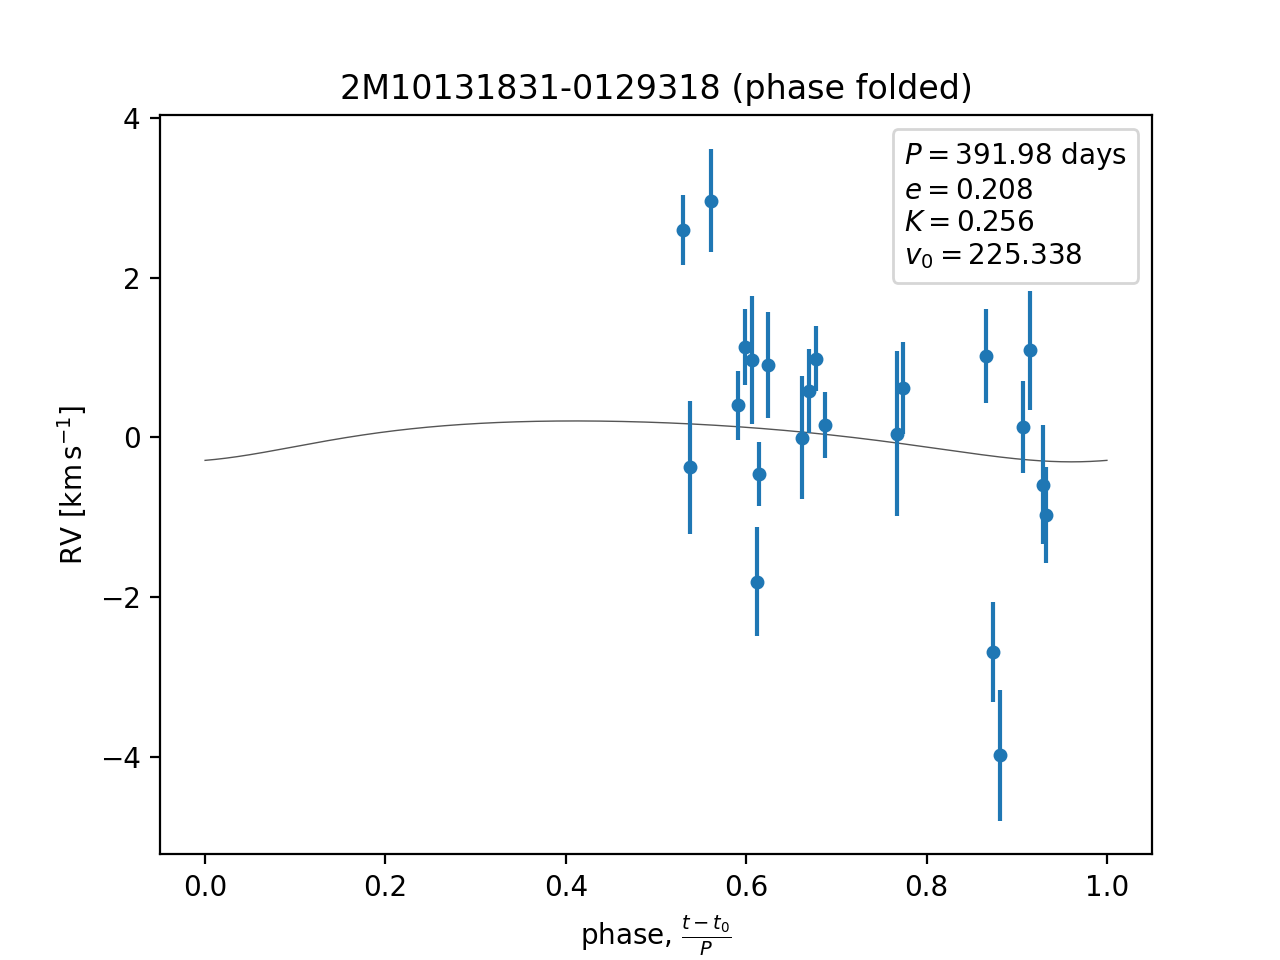 2M10131831-0129318 (phase folded)
P = 391.98 days
e = 0.208
K = 0.256
v₀ = 225.338
4
2
0
−2
−4
RV [km s⁻¹]
0.0 0.2 0.4 0.6 0.8 1.0
phase, (t − t₀)/P